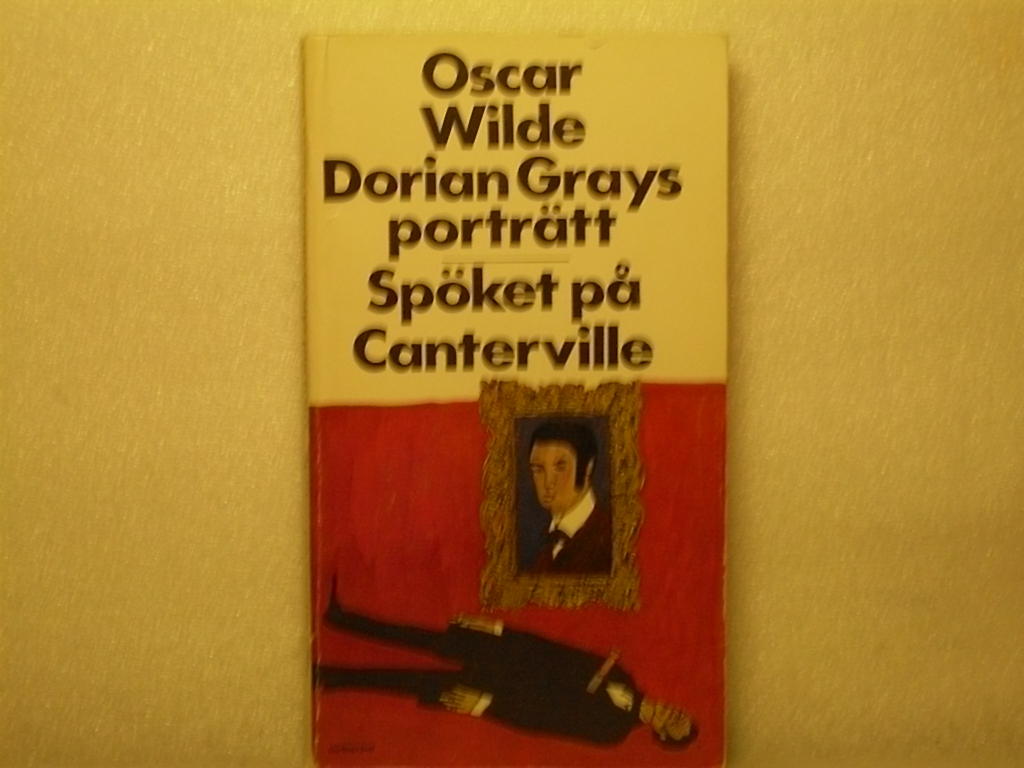 Oscar
Wilde
Dorian Grays
porträtt
Spöket på
Canterville